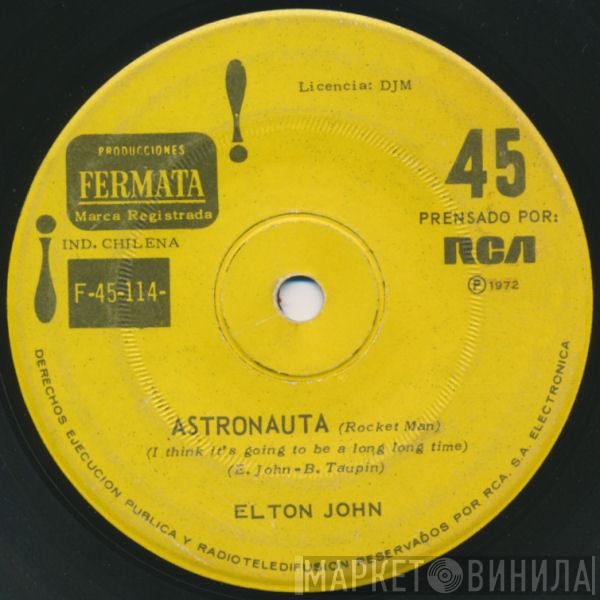 Licencia: DJM
PRODUCCIONES
FERMATA
Marca Registrada
45
PRENSADO POR:
RCA
Ⓟ1972
IND. CHILENA
F-45-114-
ASTRONAUTA (Rocket Man)
(I think it's going to be a long long time)
(E. John-B. Taupin)
ELTON JOHN
DERECHOS EJECUCION PUBLICA Y RADIOTELEDIFUSION RESERVADOS POR RCA. S.A. ELECTRONICA
МАРКЕТ ВИНИЛА